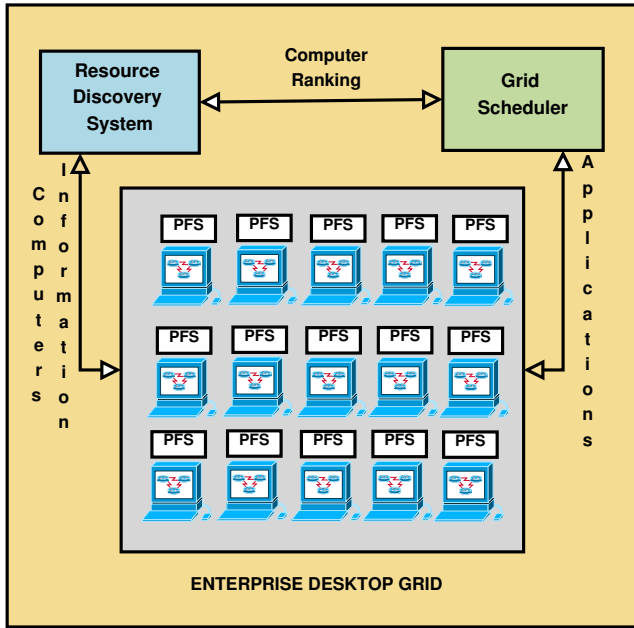 Resource
Discovery
System
Computer
Ranking
Grid
Scheduler
Computers
Information
Applications
PFS PFS PFS PFS PFS
PFS PFS PFS PFS PFS
PFS PFS PFS PFS PFS
ENTERPRISE DESKTOP GRID